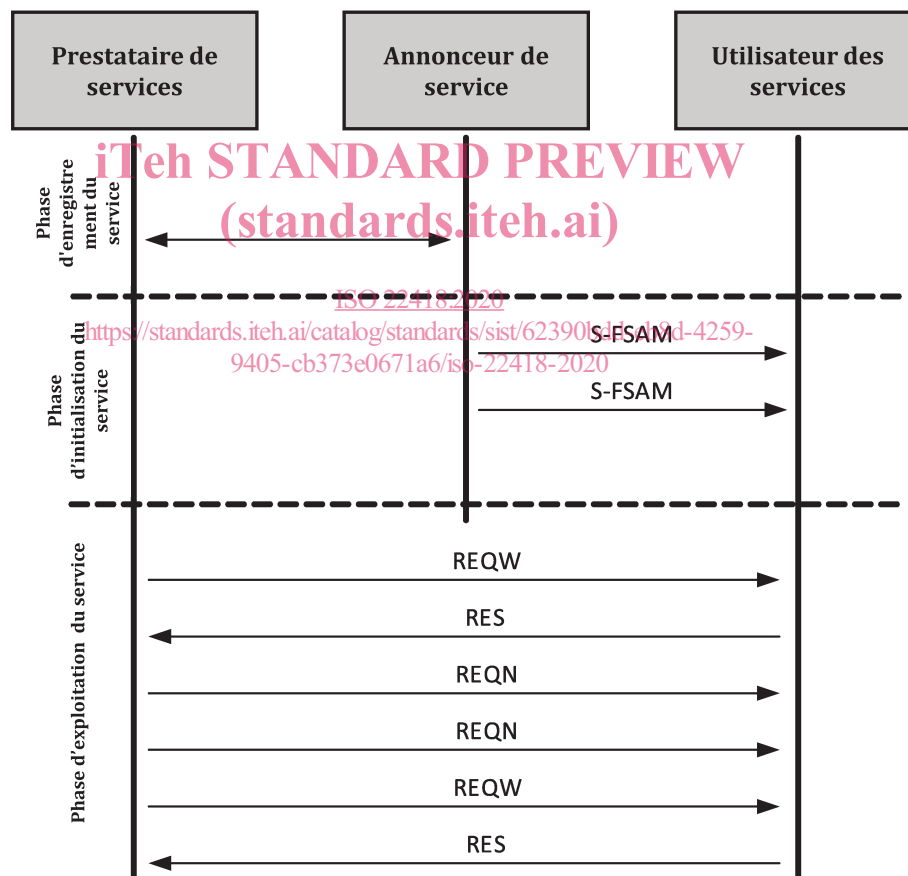 Prestataire de
services
Annonceur de
service
Utilisateur des
services
iTeh STANDARD PREVIEW
(standards.iteh.ai)
Phase
d'enregistre
ment du
service
ISO 22418:2020
https://standards.iteh.ai/catalog/standards/sist/62390
-4259-
9405-cb373e0671a6/iso-22418-2020
S-FSAM
S-FSAM
Phase
d'initialisation du
service
Phase d'exploitation du service
REQW
RES
REQN
REQN
REQW
RES